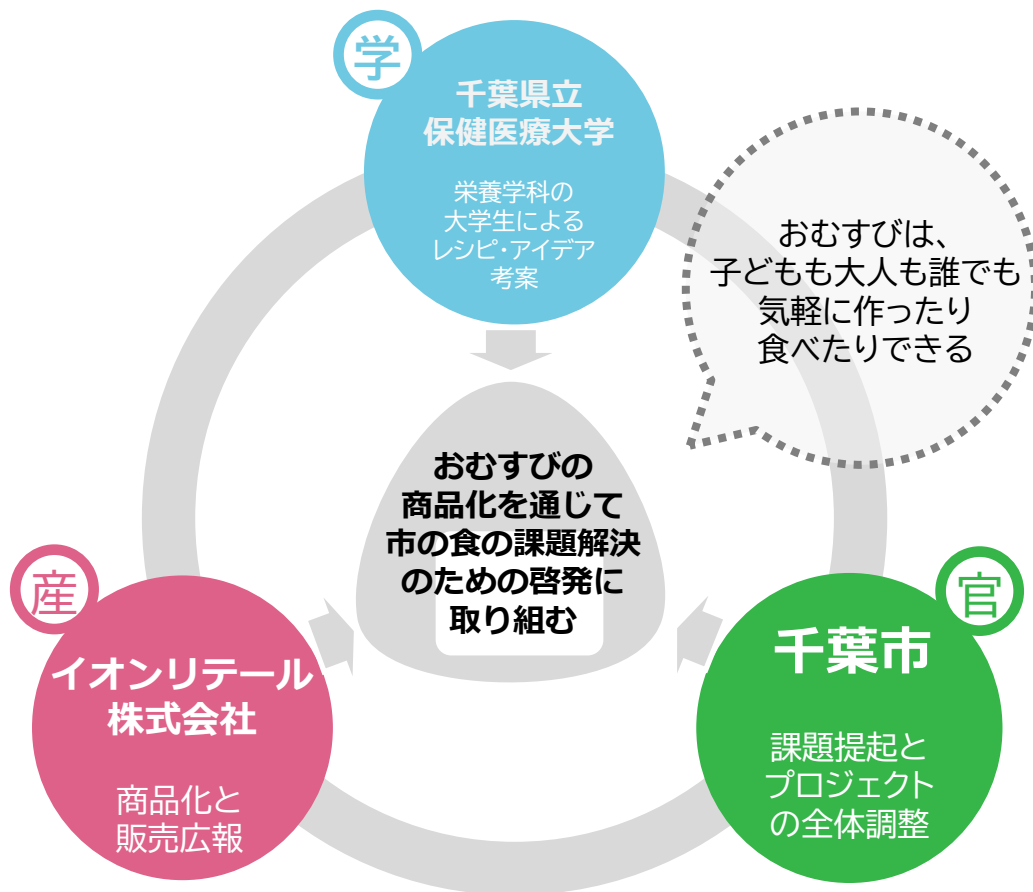 学
千葉県立
保健医療大学
栄養学科の
大学生による
レシピ・アイデア
考案
おむすびは、
子どもも大人も誰でも
気軽に作ったり
食べたりできる
おむすびの
商品化を通じて
市の食の課題解決
のための啓発に
取り組む
産
イオンリテール
株式会社
商品化と
販売広報
官
千葉市
課題提起と
プロジェクト
の全体調整